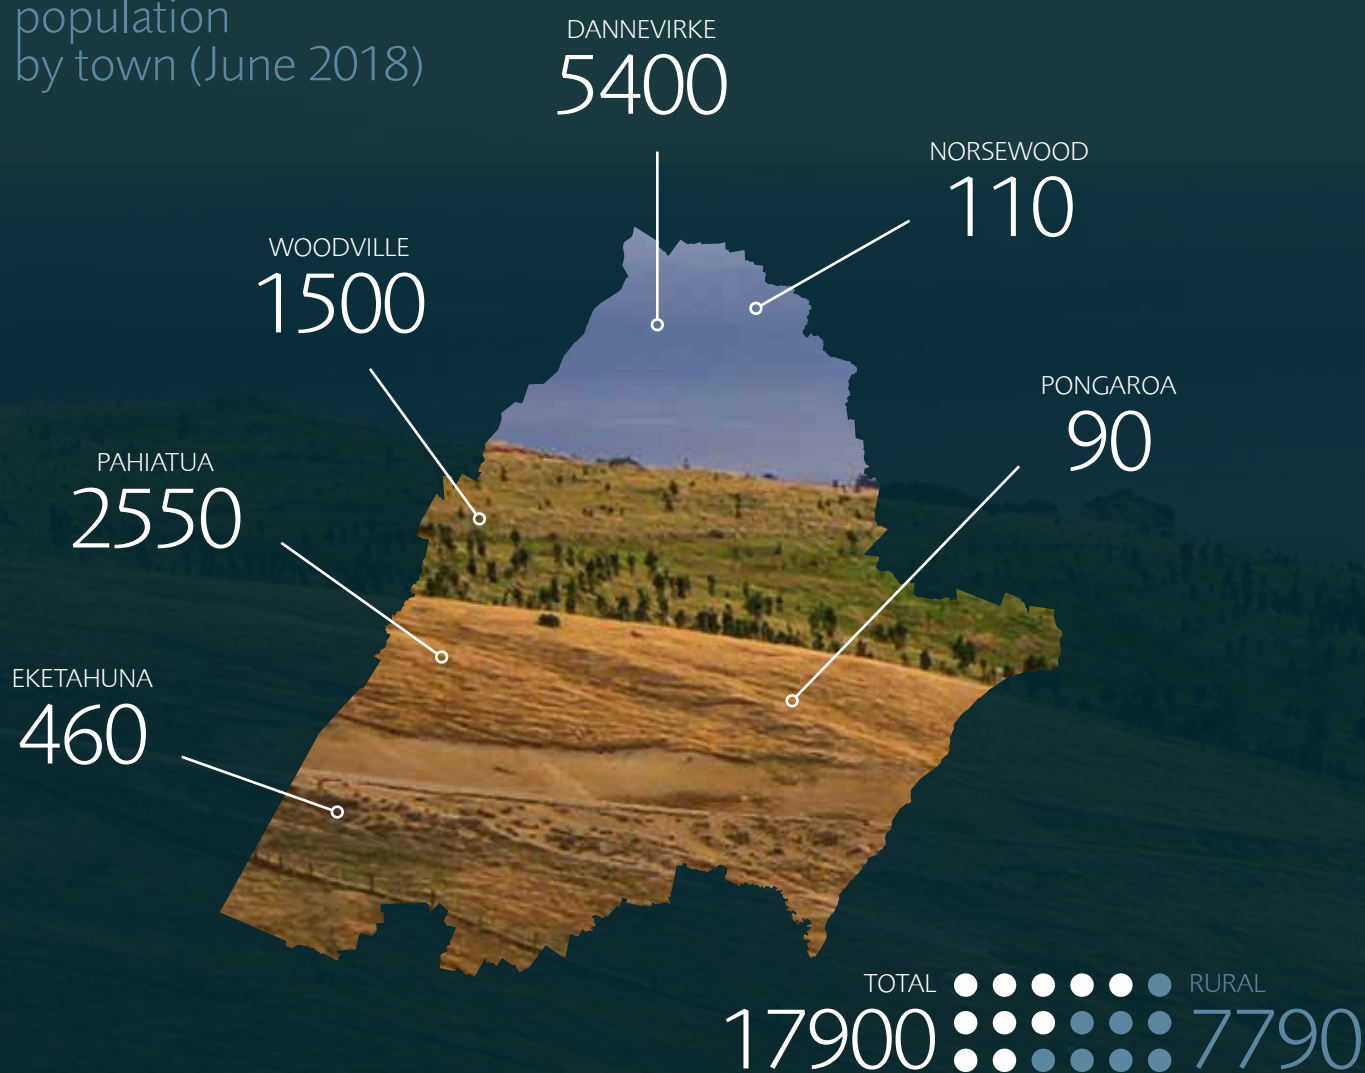 population
by town (June 2018)
DANNEVIRKE
5400
NORSEWOOD
110
WOODVILLE
1500
PONGAROA
90
PAHIATUA
2550
EKETAHUNA
460
TOTAL
17900
RURAL
7790